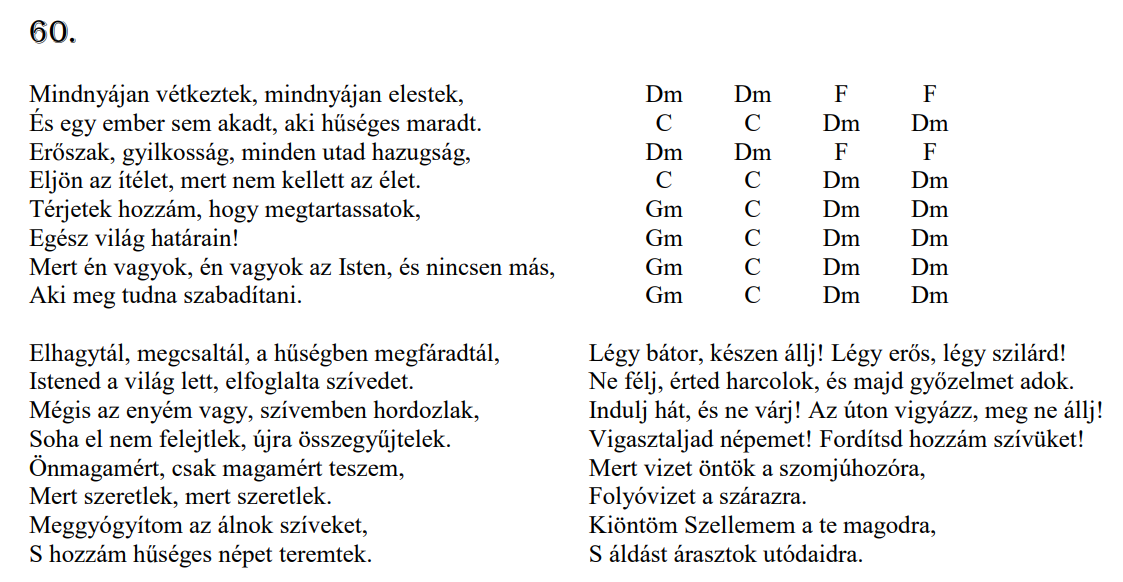 60.
Mindnyájan vétkeztek, mindnyájan elestek, Dm Dm F F
És egy ember sem akadt, aki hűséges maradt. C C Dm Dm
Erőszak, gyilkosság, minden utad hazugság, Dm Dm F F
Eljön az ítélet, mert nem kellett az élet. C C Dm Dm
Térjetek hozzám, hogy megtartassatok, Gm C Dm Dm
Egész világ határain! Gm C Dm Dm
Mert én vagyok, én vagyok az Isten, és nincsen más, Gm C Dm Dm
Aki meg tudna szabadítani. Gm C Dm Dm
Elhagytál, megcsaltál, a hűségben megfáradtál,
Istened a világ lett, elfoglalta szívedet.
Mégis az enyém vagy, szívemben hordozlak,
Soha el nem felejtlek, újra összegyűjtelek.
Önmagamért, csak magamért teszem,
Mert szeretlek, mert szeretlek.
Meggyógyítom az álnok szíveket,
S hozzám hűséges népet teremtek.
Légy bátor, készen állj! Légy erős, légy szilárd!
Ne félj, érted harcolok, és majd győzelmet adok.
Indulj hát, és ne várj! Az úton vigyázz, meg ne állj!
Vigasztaljad népemet! Fordítsd hozzám szívüket!
Mert vizet öntök a szomjúhozóra,
Folyóvizet a szárazra.
Kiöntöm Szellemem a te magodra,
S áldást árasztok utódaidra.